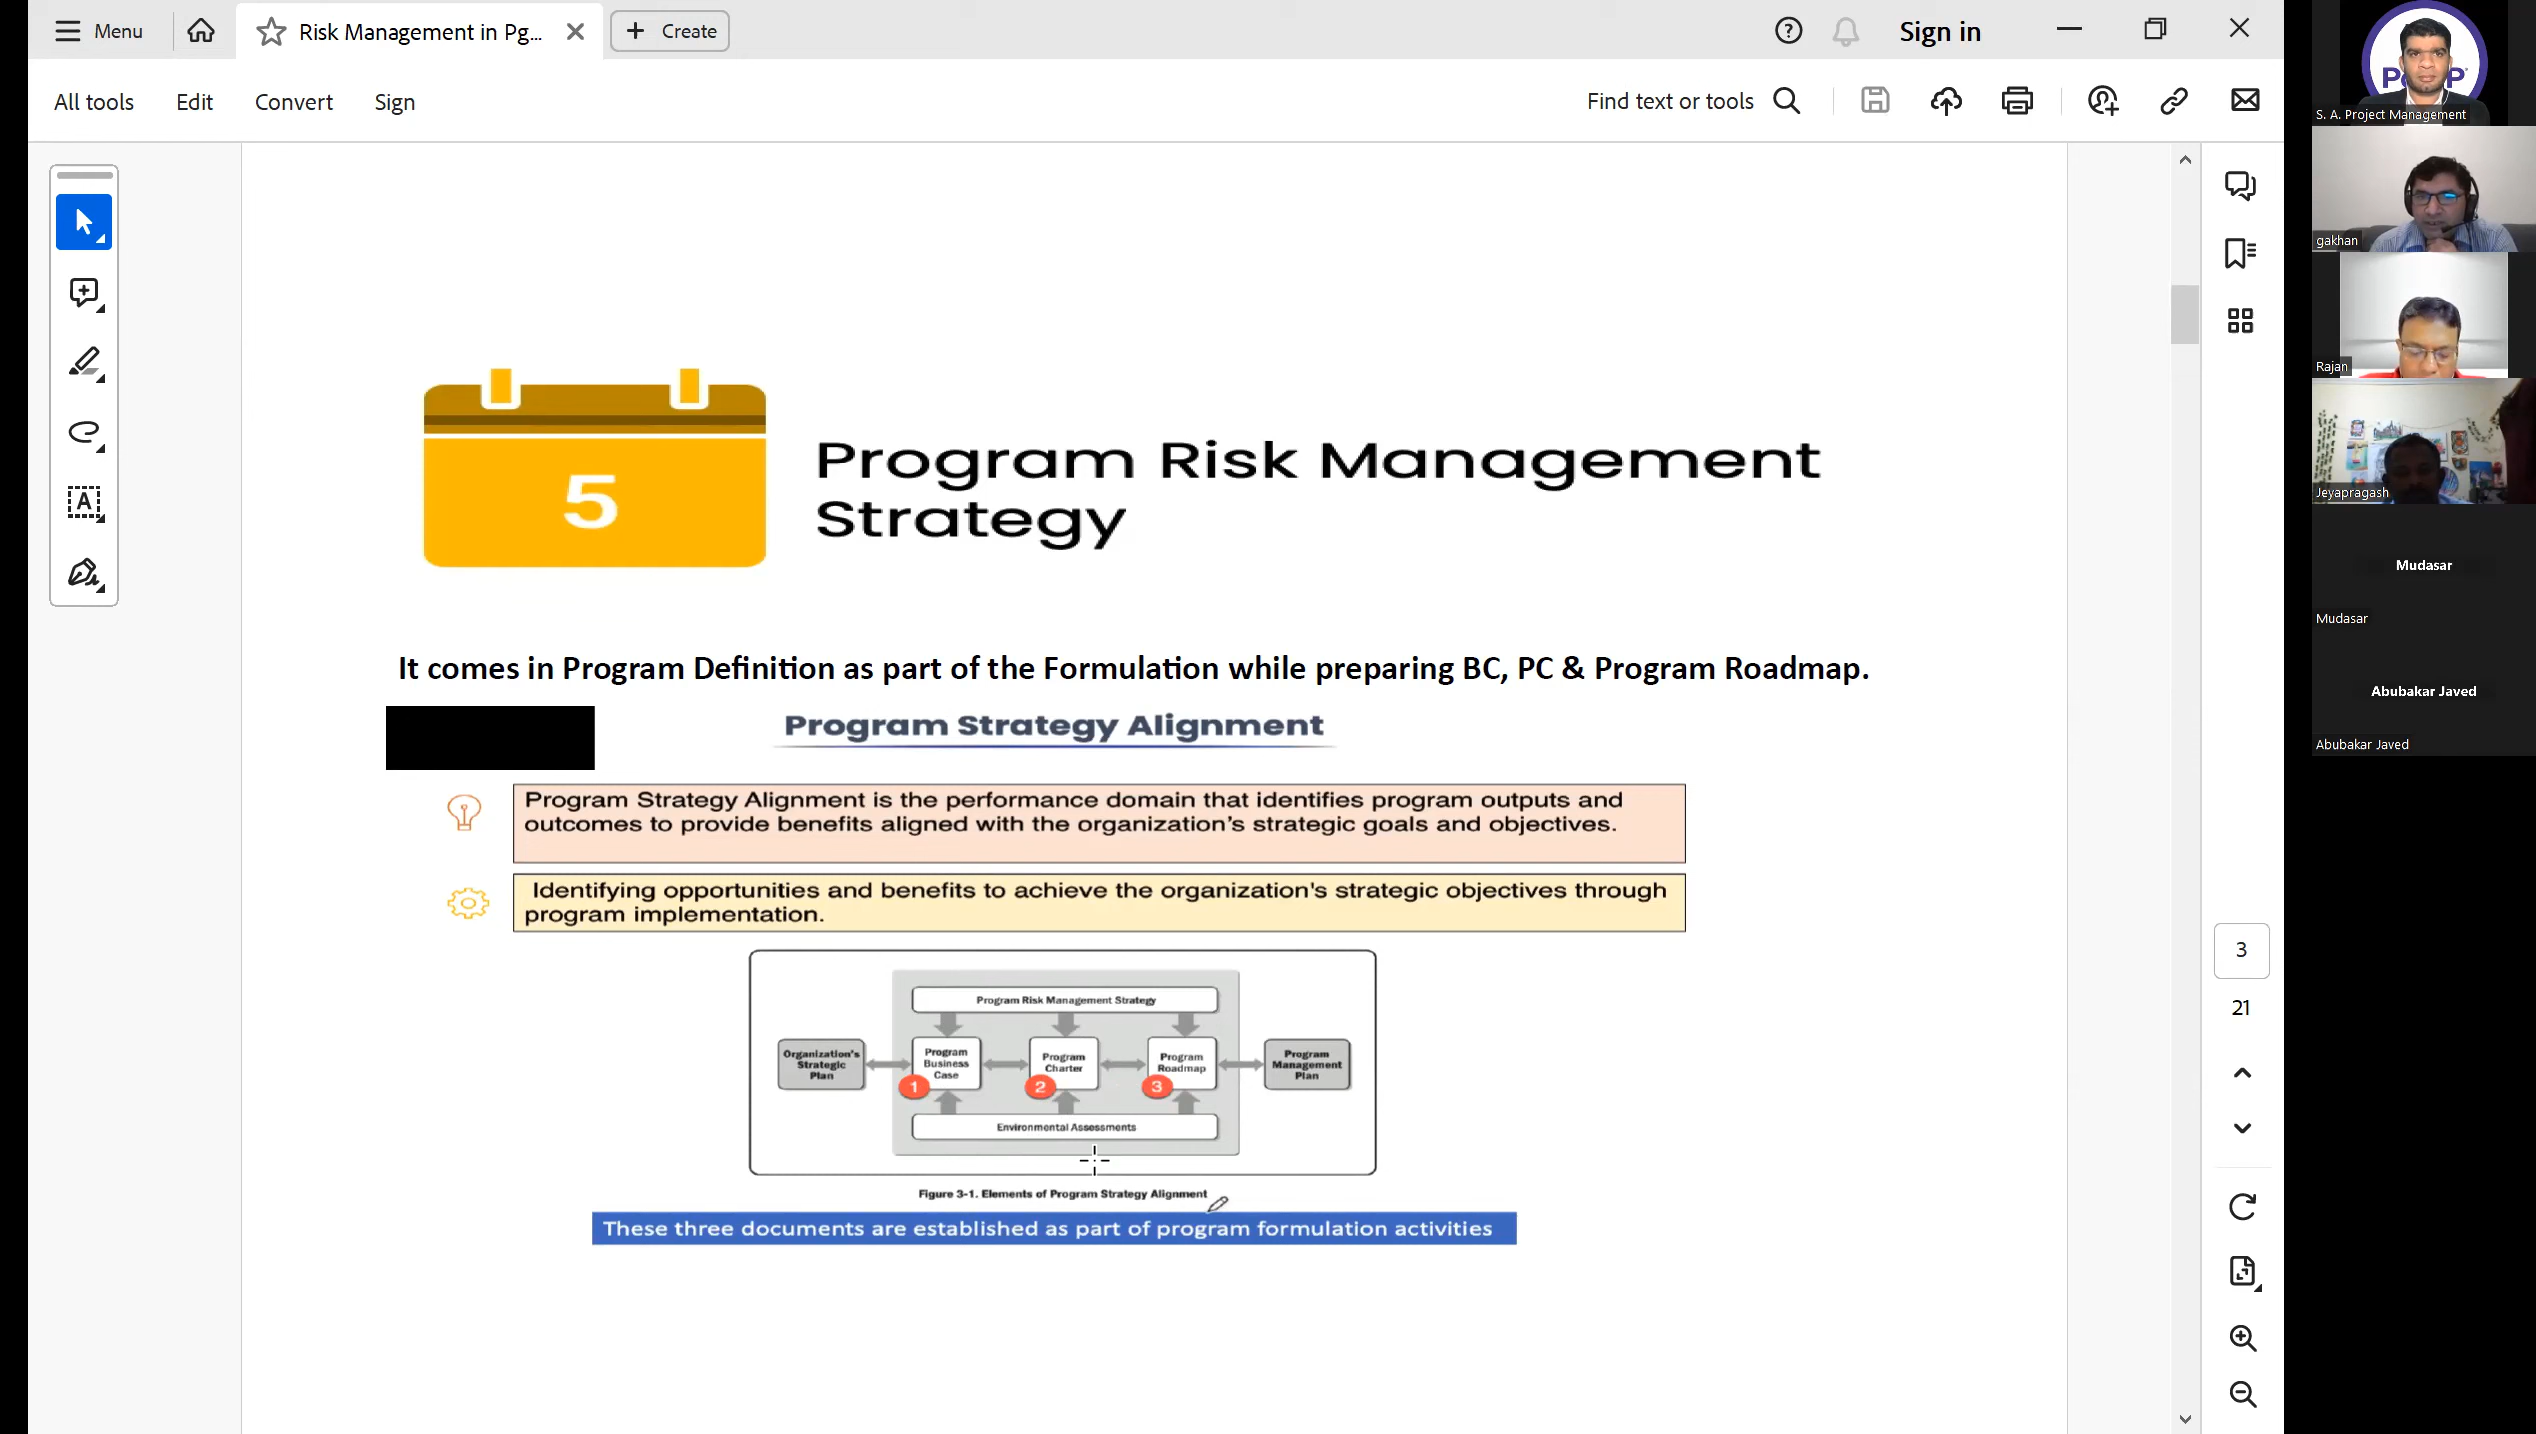 Menu
Risk Management in Pg...
Create
Sign in
All tools
Edit
Convert
Sign
Find text or tools
5
Program Risk Management
Strategy
It comes in Program Definition as part of the Formulation while preparing BC, PC & Program Roadmap.
Program Strategy Alignment
Program Strategy Alignment is the performance domain that identifies program outputs and
outcomes to provide benefits aligned with the organization's strategic goals and objectives.
Identifying opportunities and benefits to achieve the organization's strategic objectives through
program implementation.
Program Risk Management Strategy
Organization's
Strategic
Plan
Program
Business
Case
1
Program
Charter
2
Program
Roadmap
3
Program
Management
Plan
Environmental Assessments
Figure 3-1. Elements of Program Strategy Alignment
These three documents are established as part of program formulation activities
3
21
S. A. Project Management
gakhan
Rajan
Jeyapragash
Mudasar
Mudasar
Abubakar Javed
Abubakar Javed